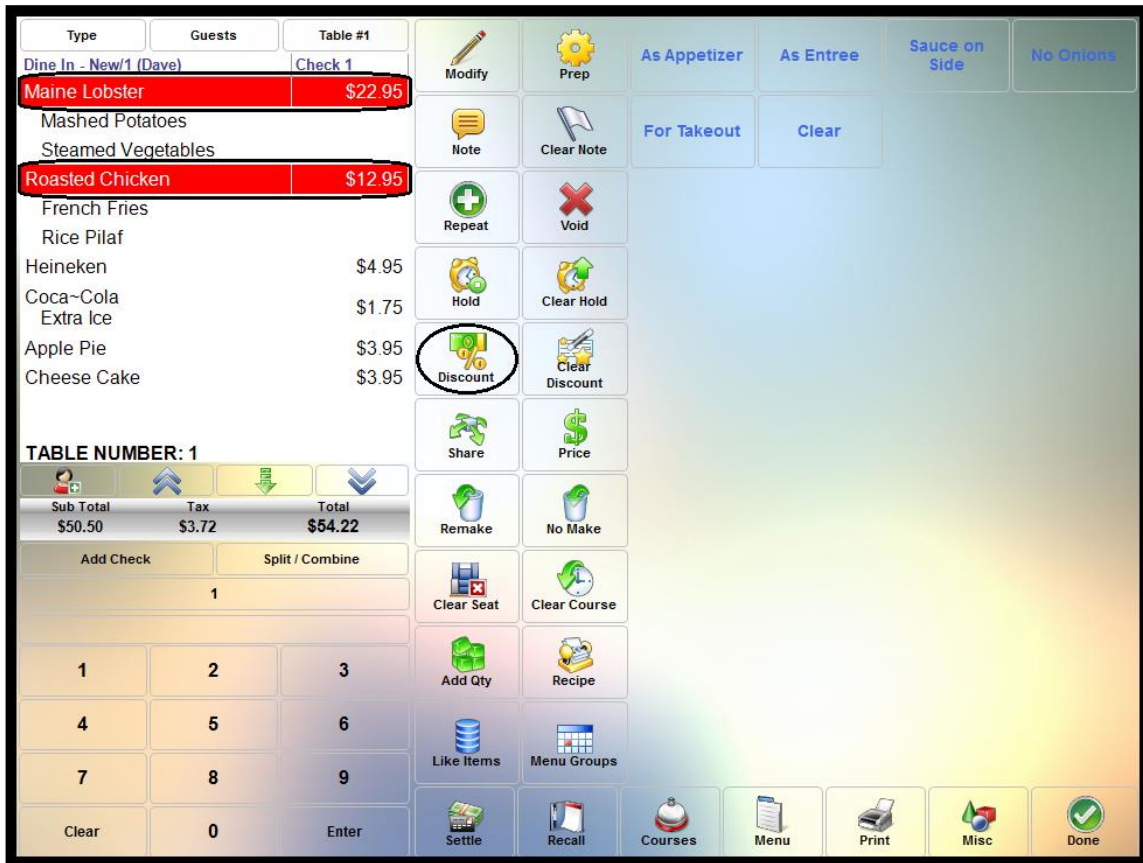 Type Guests Table #1
Dine In - New/1 (Dave) Check 1
Maine Lobster $22.95
Mashed Potatoes
Steamed Vegetables
Roasted Chicken $12.95
French Fries
Rice Pilaf
Heineken $4.95
Coca~Cola $1.75
Extra Ice
Apple Pie $3.95
Cheese Cake $3.95
TABLE NUMBER: 1
Sub Total Tax Total
$50.50 $3.72 $54.22
Add Check Split / Combine
1
1 2 3
4 5 6
7 8 9
Clear 0 Enter
Modify Prep
Note Clear Note
Repeat Void
Hold Clear Hold
Discount Clear
Discount
Share Price
Remake No Make
Clear Seat Clear Course
Add Qty Recipe
Like Items Menu Groups
As Appetizer As Entree Sauce on
Side No Onions
For Takeout Clear
Settle Recall Courses Menu Print Misc Done